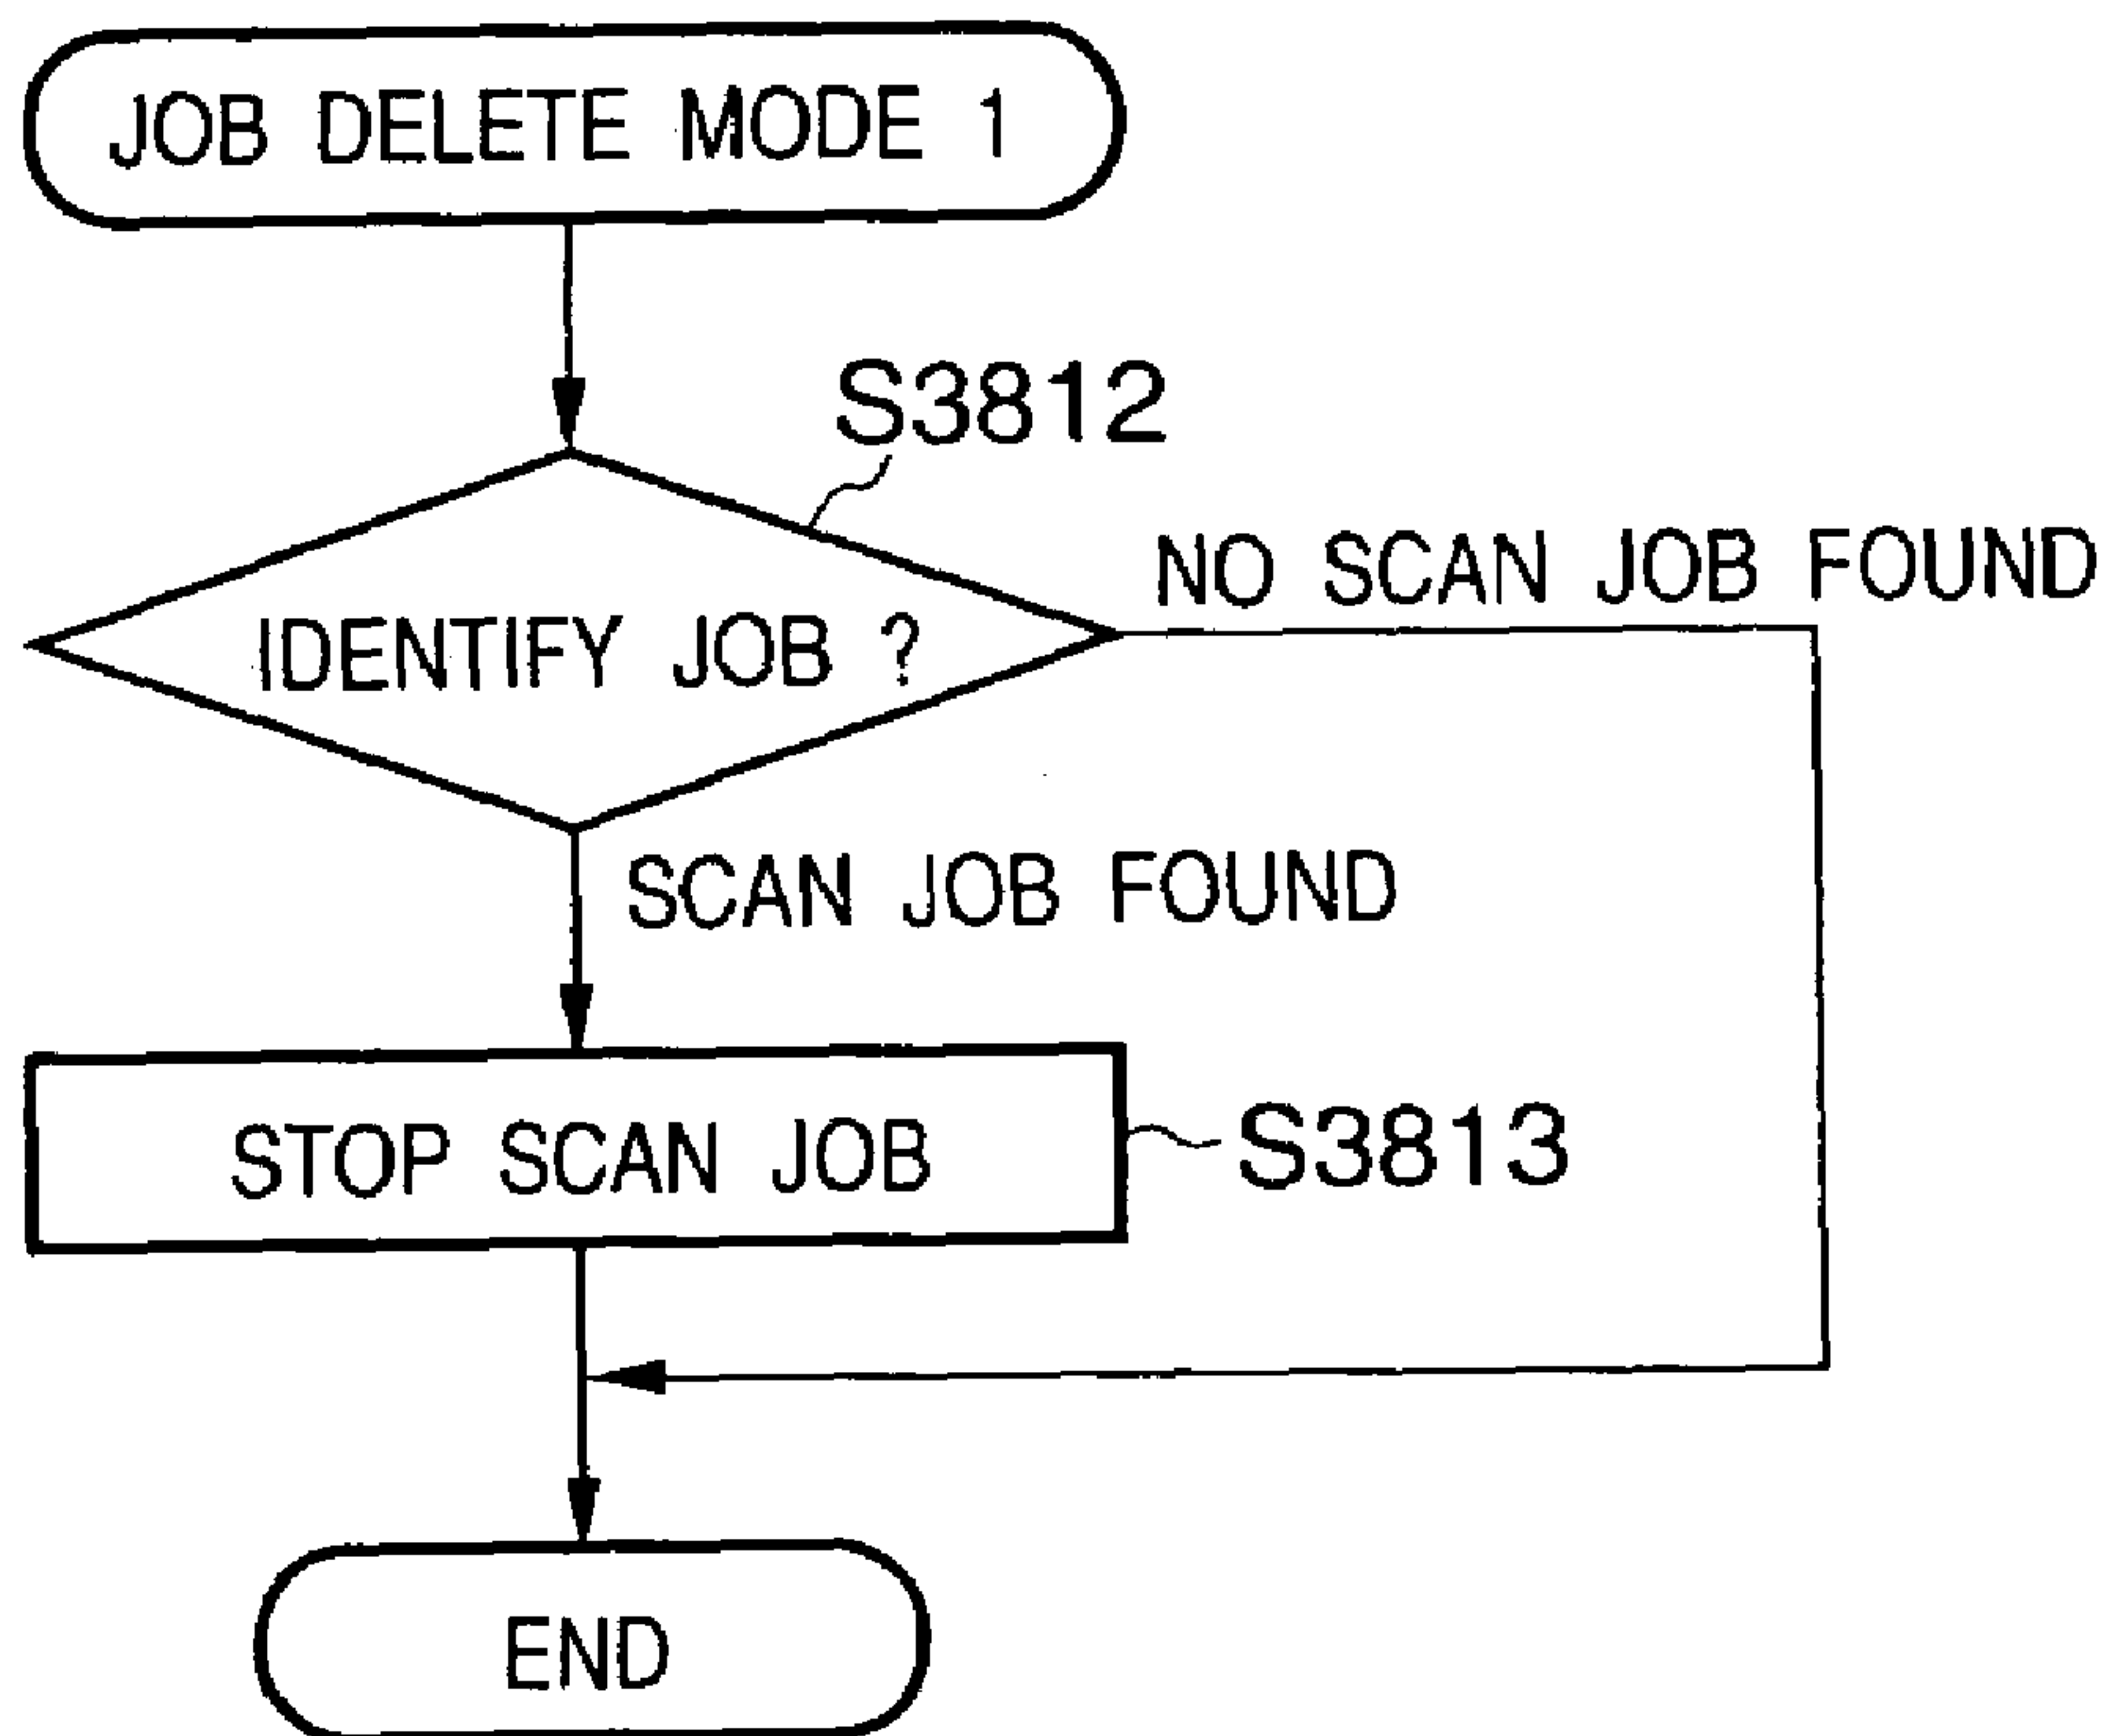 JOB DELETE MODE 1
S3812
NO SCAN JOB FOUND
IDENTIFY JOB ?
SCAN JOB FOUND
STOP SCAN JOB
S3813
END